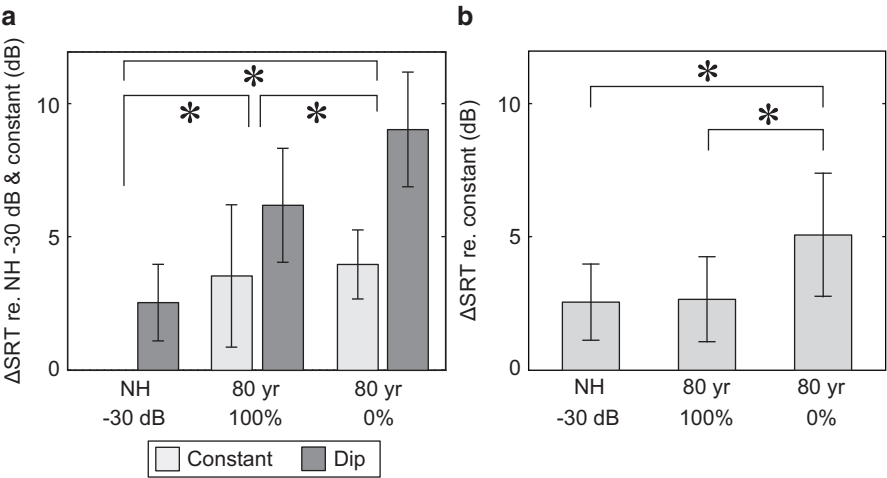 a
ΔSRT re. NH -30 dB & constant (dB)
10
5
0
*
*
*
NH
-30 dB
80 yr
100%
80 yr
0%
Constant
Dip
b
ΔSRT re. constant (dB)
10
5
0
*
*
NH
-30 dB
80 yr
100%
80 yr
0%